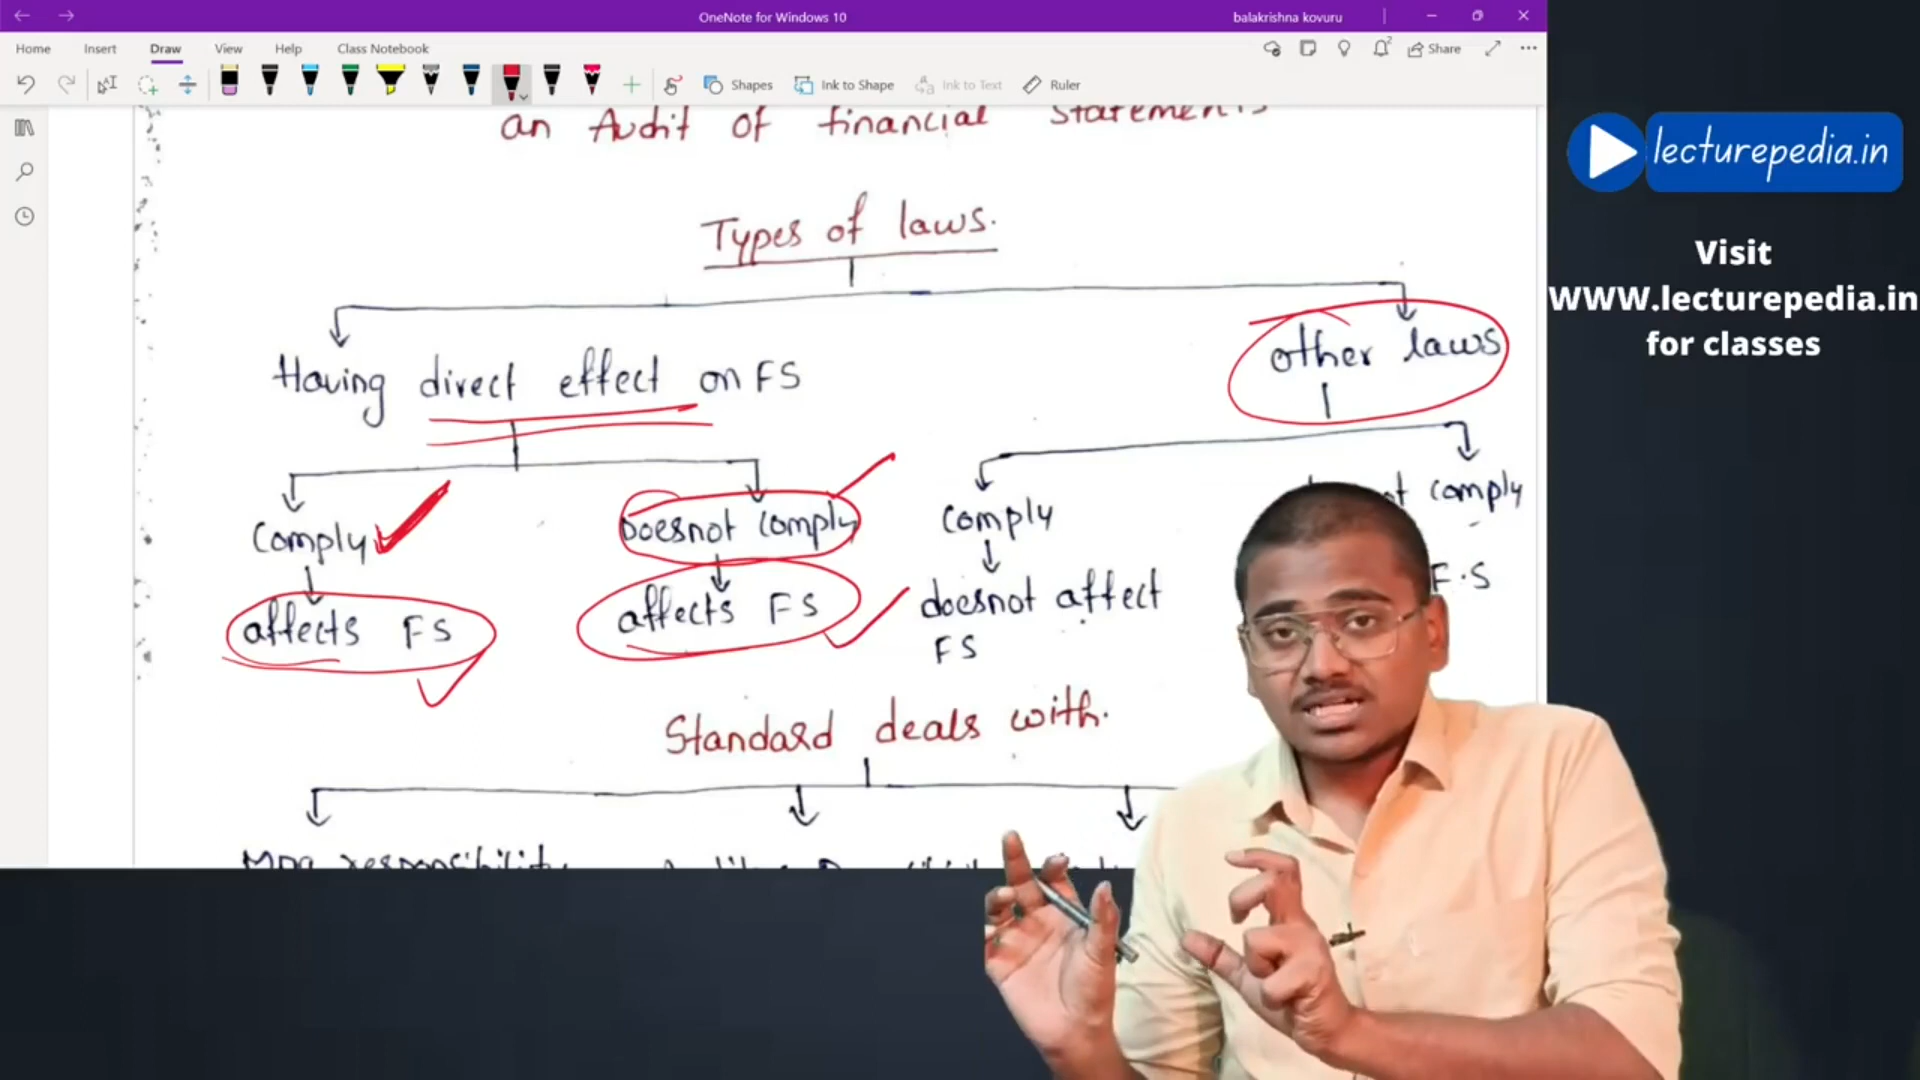 OneNote for Windows 10
balakrishna kovuru
Home Insert Draw View Help Class Notebook
Share
Shapes Ink to Shape Ink to Text Ruler
an Audit of financial Statements
Types of laws.
Having direct effect on FS
other laws
Comply
Doesnot Comply
Comply
comply
affects FS
affects FS
doesnot affect
FS
F.S
Standard deals with.
responsibility
lecturepedia.in
Visit
WWW.lecturepedia.in
for classes